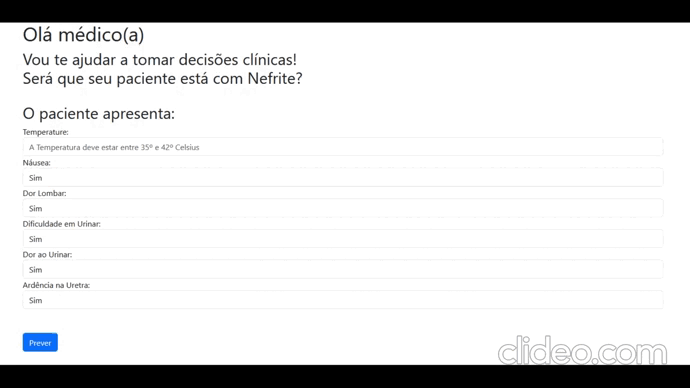 Olá médico(a)
Vou te ajudar a tomar decisões clínicas!
Será que seu paciente está com Nefrite?
O paciente apresenta:
Temperature:
A Temperatura deve estar entre 35º e 42º Celsius
Náusea:
Sim
Dor Lombar:
Sim
Dificuldade em Urinar:
Sim
Dor ao Urinar:
Sim
Ardência na Uretra:
Sim
Prever
clideo.com